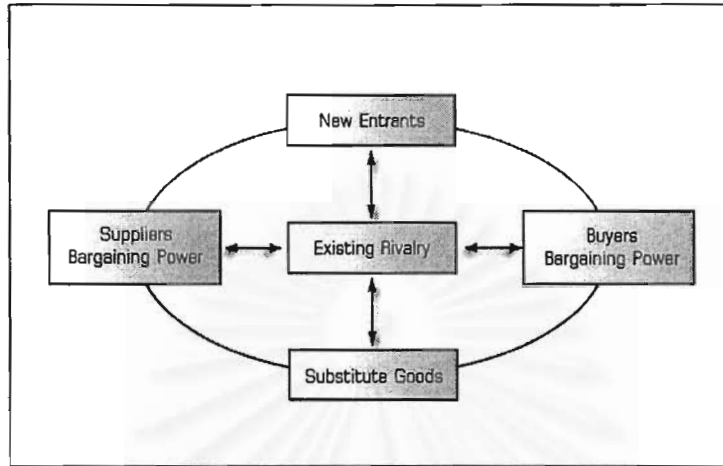 New Entrants
Suppliers
Bargaining Power
Existing Rivalry
Buyers
Bargaining Power
Substitute Goods